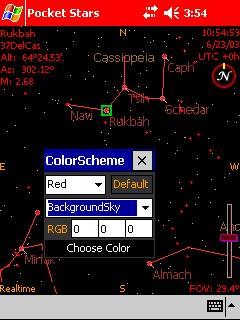 Pocket Stars 3:54
Rukbah
37DelCas
Alt: 64°24.53'
Az: 302.12°
M: 2.68
10:54:59
6/23/03
UTC +0h
N
Cassiopeia
Caph
Tsih
Schedar
Navi
Rukbah
ColorScheme
Red Default
BackgroundSky
RGB 0 0 0
Choose Color
E
W
Mirfak
Almach
Realtime
FOV: 29.4°